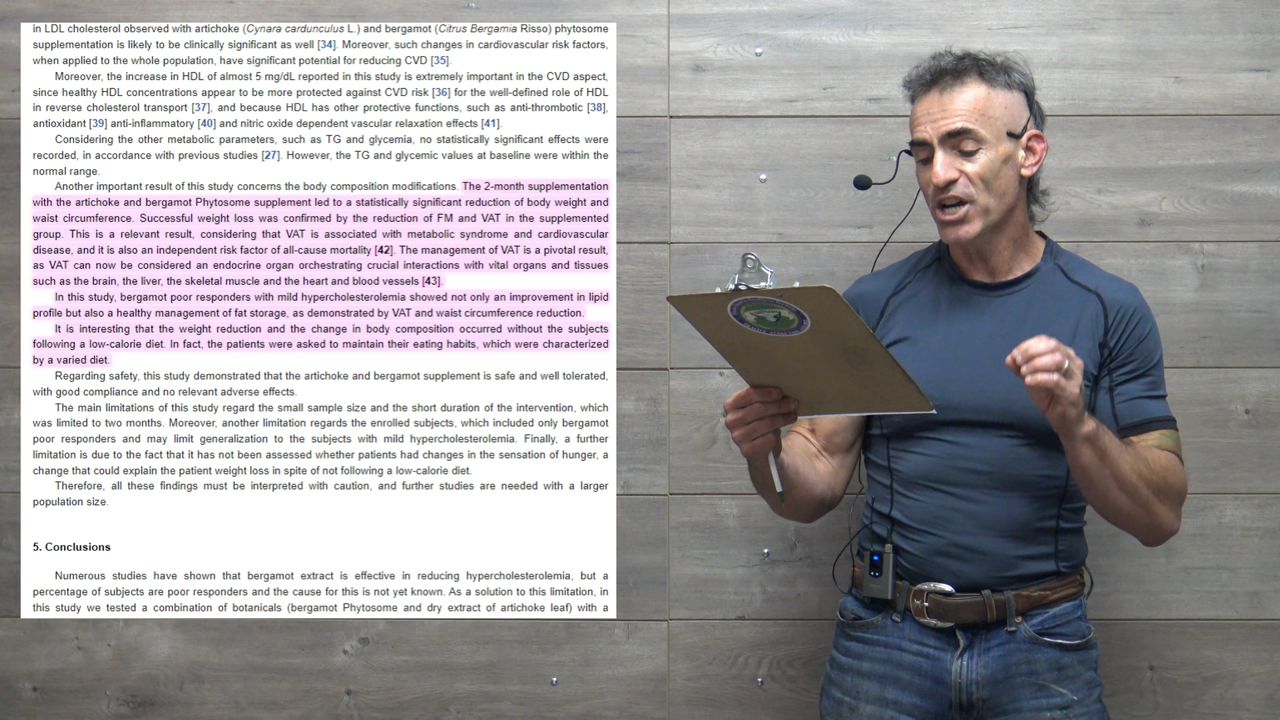 in LDL cholesterol observed with artichoke (Cynara cardunculus L.) and bergamot (Citrus Bergamia Risso) phytosome
supplementation is likely to be clinically significant as well [34]. Moreover, such changes in cardiovascular risk factors,
when applied to the whole population, have significant potential for reducing CVD [35].
Moreover, the increase in HDL of almost 5 mg/dL reported in this study is extremely important in the CVD aspect,
since healthy HDL concentrations appear to be more protected against CVD risk [36] for the well-defined role of HDL
in reverse cholesterol transport [37], and because HDL has other protective functions, such as anti-thrombotic [38],
antioxidant [39] anti-inflammatory [40] and nitric oxide dependent vascular relaxation effects [41].
Considering the other metabolic parameters, such as TG and glycemia, no statistically significant effects were
recorded, in accordance with previous studies [27]. However, the TG and glycemic values at baseline were within the
normal range.
Another important result of this study concerns the body composition modifications. The 2-month supplementation
with the artichoke and bergamot Phytosome supplement led to a statistically significant reduction of body weight and
waist circumference. Successful weight loss was confirmed by the reduction of FM and VAT in the supplemented
group. This is a relevant result, considering that VAT is associated with metabolic syndrome and cardiovascular
disease, and it is also an independent risk factor of all-cause mortality [42]. The management of VAT is a pivotal result,
as VAT can now be considered an endocrine organ orchestrating crucial interactions with vital organs and tissues
such as the brain, the liver, the skeletal muscle and the heart and blood vessels [43].
In this study, bergamot poor responders with mild hypercholesterolemia showed not only an improvement in lipid
profile but also a healthy management of fat storage, as demonstrated by VAT and waist circumference reduction.
It is interesting that the weight reduction and the change in body composition occurred without the subjects
following a low-calorie diet. In fact, the patients were asked to maintain their eating habits, which were characterized
by a varied diet.
Regarding safety, this study demonstrated that the artichoke and bergamot supplement is safe and well tolerated,
with good compliance and no relevant adverse effects.
The main limitations of this study regard the small sample size and the short duration of the intervention, which
was limited to two months. Moreover, another limitation regards the enrolled subjects, which included only bergamot
poor responders and may limit generalization to the subjects with mild hypercholesterolemia. Finally, a further
limitation is due to the fact that it has not been assessed whether patients had changes in the sensation of hunger, a
change that could explain the patient weight loss in spite of not following a low-calorie diet.
Therefore, all these findings must be interpreted with caution, and further studies are needed with a larger
population size.
5. Conclusions
Numerous studies have shown that bergamot extract is effective in reducing hypercholesterolemia, but a
percentage of subjects are poor responders and the cause for this is not yet known. As a solution to this limitation, in
this study we tested a combination of botanicals (bergamot Phytosome and dry extract of artichoke leaf) with a